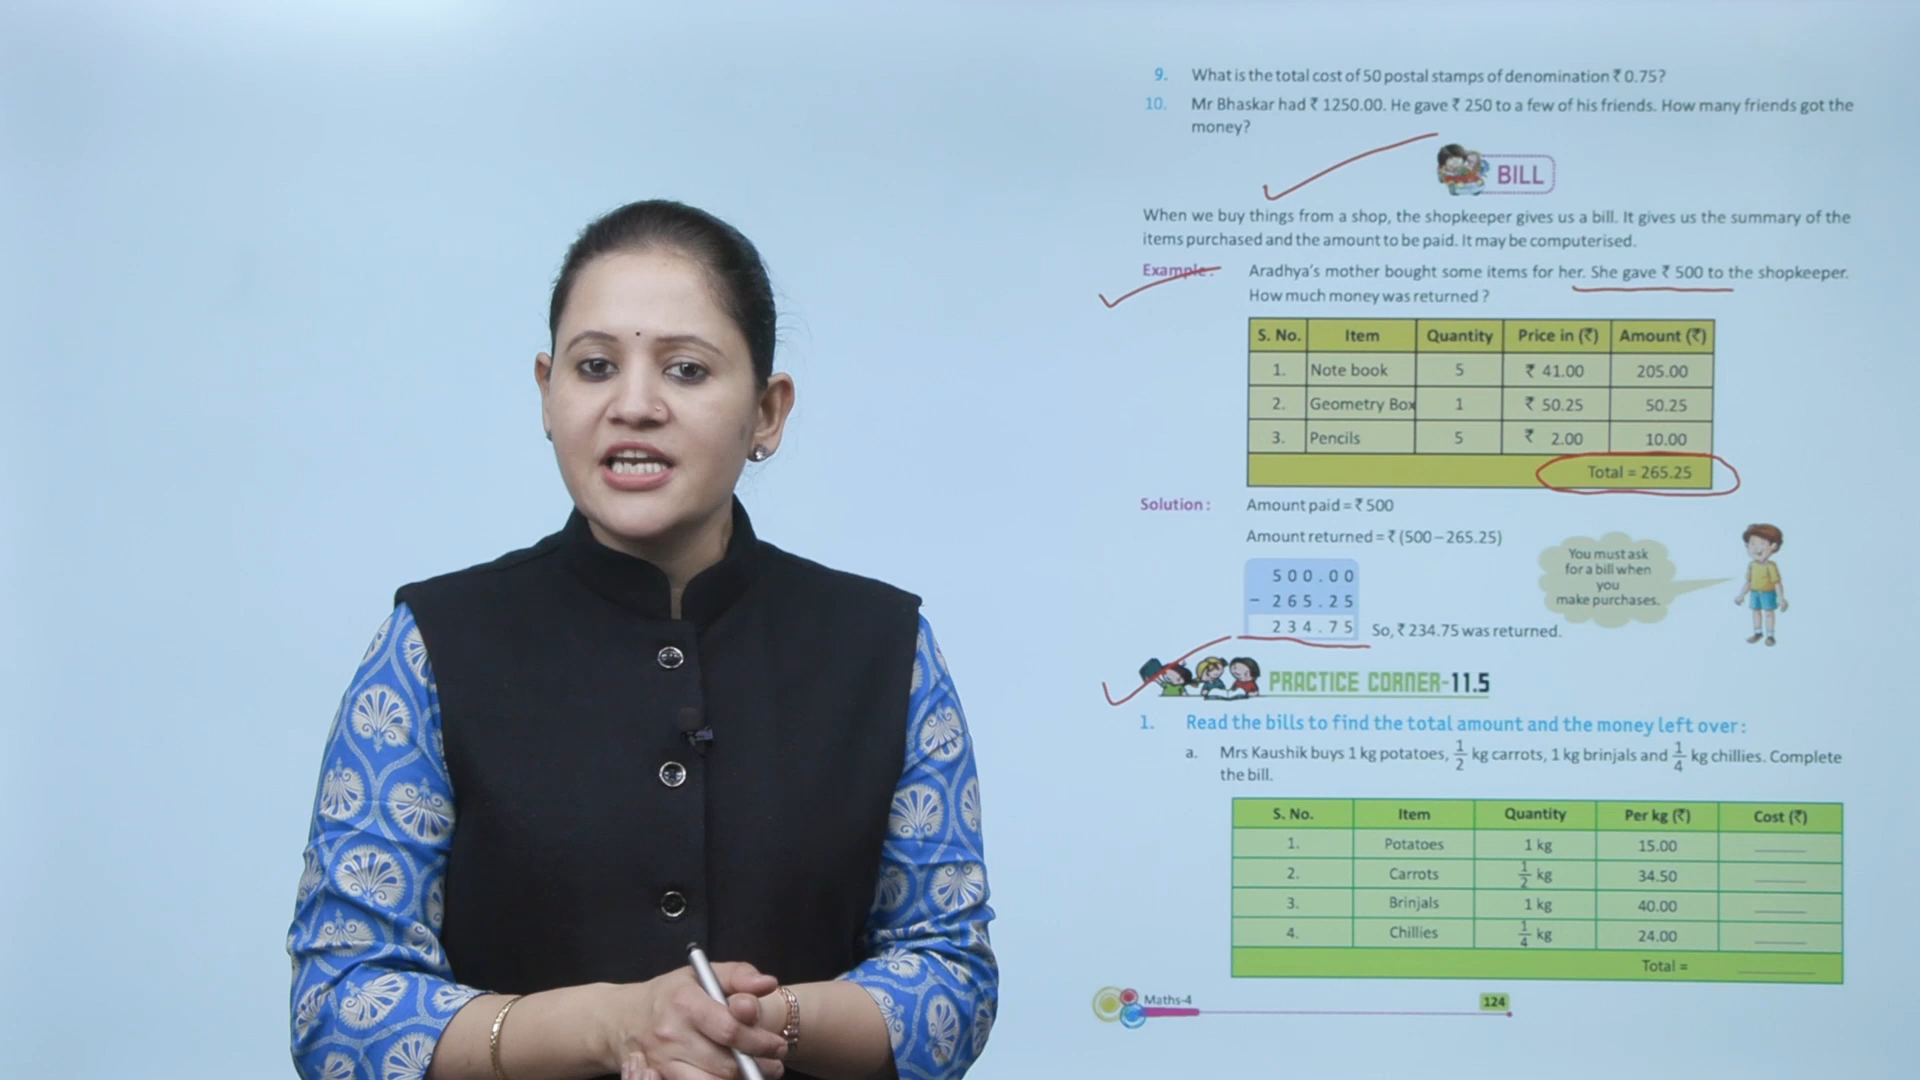 9. What is the total cost of 50 postal stamps of denomination ₹ 0.75?
10. Mr Bhaskar had ₹ 1250.00. He gave ₹ 250 to a few of his friends. How many friends got the
money?
BILL
When we buy things from a shop, the shopkeeper gives us a bill. It gives us the summary of the
items purchased and the amount to be paid. It may be computerised.
Example: Aradhya's mother bought some items for her. She gave ₹ 500 to the shopkeeper.
How much money was returned ?
S. No. Item Quantity Price in (₹) Amount (₹)
1. Note book 5 ₹ 41.00 205.00
2. Geometry Box 1 ₹ 50.25 50.25
3. Pencils 5 ₹ 2.00 10.00
Total = 265.25
Solution : Amount paid = ₹ 500
Amount returned = ₹ (500 – 265.25)
500.00
– 265.25
234.75 So, ₹ 234.75 was returned.
You must ask
for a bill when
you
make purchases.
PRACTICE CORNER-11.5
1. Read the bills to find the total amount and the money left over :
a. Mrs Kaushik buys 1 kg potatoes, 1/2 kg carrots, 1 kg brinjals and 1/4 kg chillies. Complete
the bill.
S. No. Item Quantity Per kg (₹) Cost (₹)
1. Potatoes 1 kg 15.00 ______
2. Carrots 1/2 kg 34.50 ______
3. Brinjals 1 kg 40.00 ______
4. Chillies 1/4 kg 24.00 ______
Total = ________
Maths-4 124